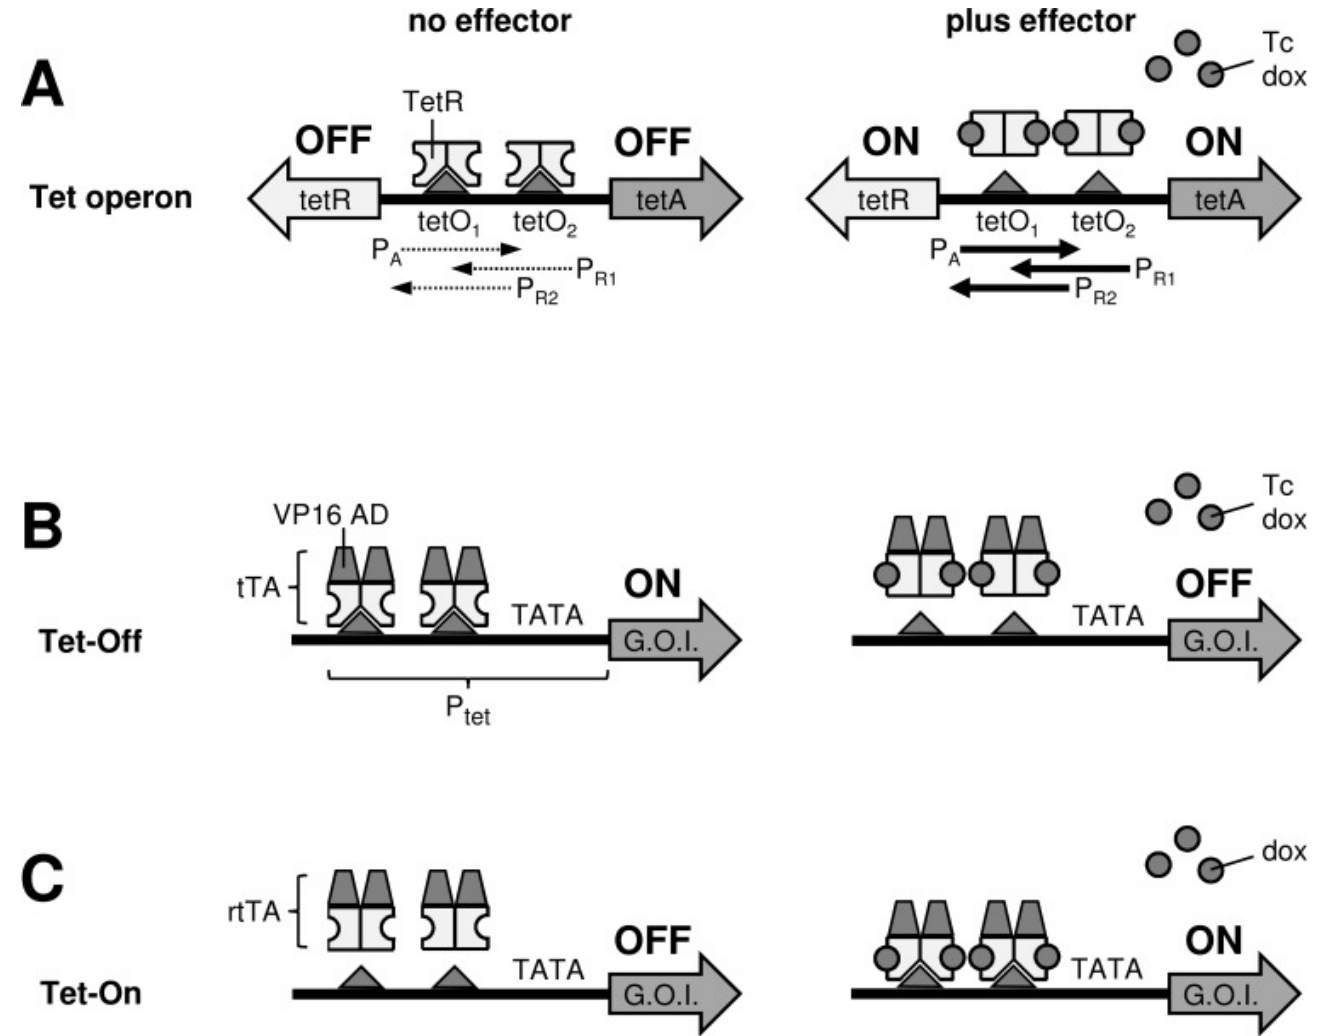 no effector
plus effector
A
Tet operon
TetR
OFF
OFF
tetR
tetO1
tetO2
tetA
PA
PR1
PR2
Tc
dox
ON
ON
tetR
tetO1
tetO2
tetA
PA
PR1
PR2
B
Tet-Off
VP16 AD
tTA
TATA
ON
G.O.I.
Ptet
Tc
dox
TATA
OFF
G.O.I.
C
Tet-On
rtTA
TATA
OFF
G.O.I.
dox
TATA
ON
G.O.I.